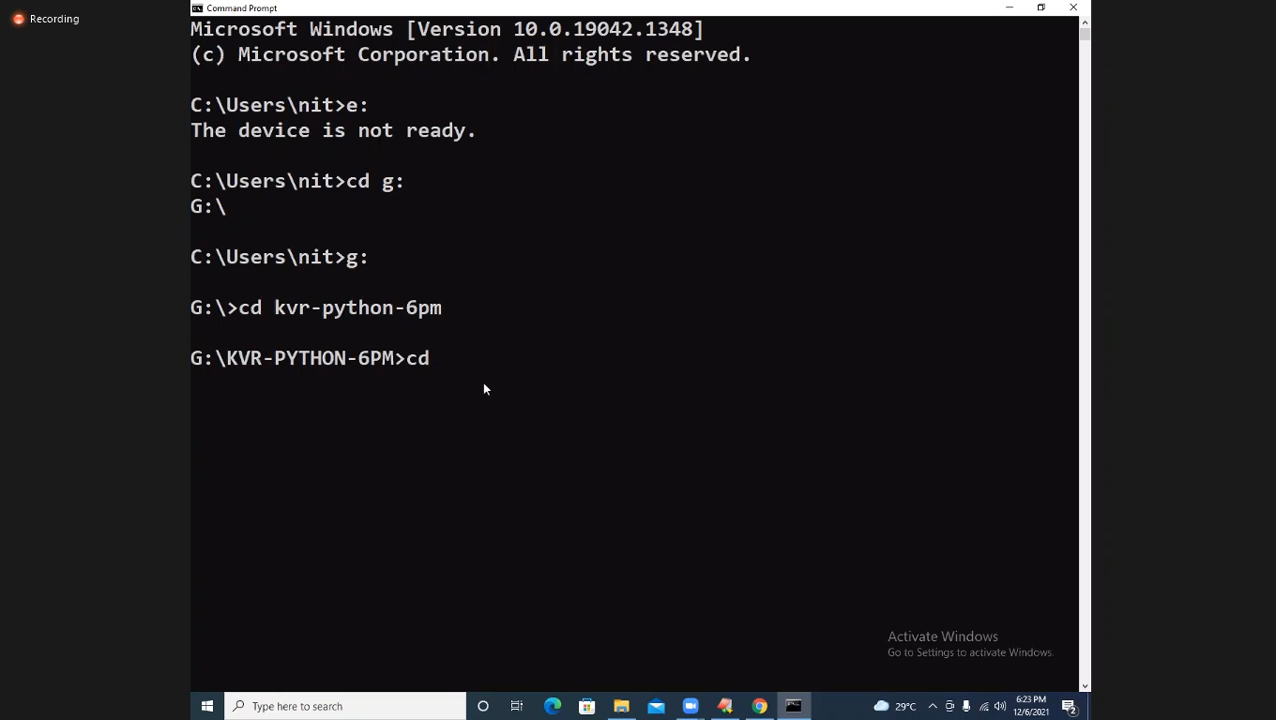 Recording
Command Prompt
Microsoft Windows [Version 10.0.19042.1348]
(c) Microsoft Corporation. All rights reserved.
C:\Users\nit>e:
The device is not ready.
C:\Users\nit>cd g:
G:\
C:\Users\nit>g:
G:\>cd kvr-python-6pm
G:\KVR-PYTHON-6PM>cd
Activate Windows
Go to Settings to activate Windows.
Type here to search
29°C
6:23 PM
12/6/2021
2